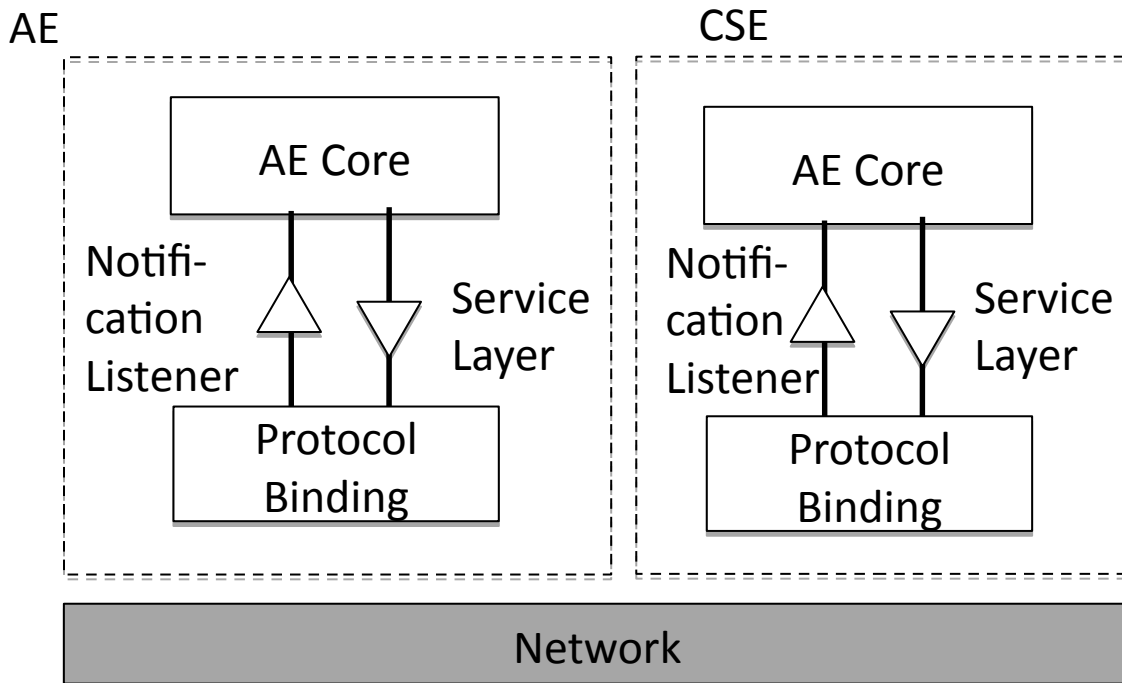 AE
AE Core
Notifi-
cation
Listener
Service
Layer
Protocol
Binding
CSE
AE Core
Notifi-
cation
Listener
Service
Layer
Protocol
Binding
Network